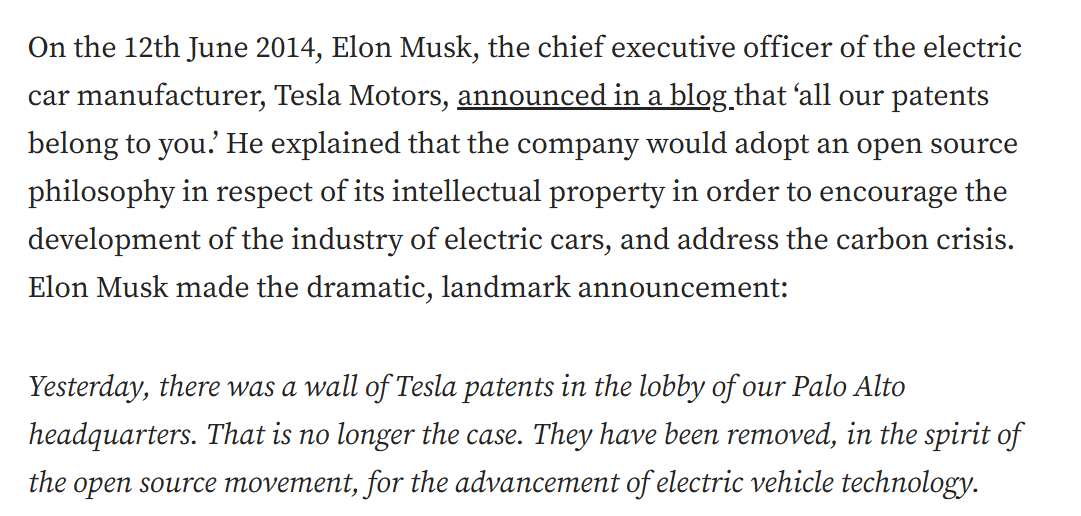 On the 12th June 2014, Elon Musk, the chief executive officer of the electric
car manufacturer, Tesla Motors, announced in a blog that ‘all our patents
belong to you.’ He explained that the company would adopt an open source
philosophy in respect of its intellectual property in order to encourage the
development of the industry of electric cars, and address the carbon crisis.
Elon Musk made the dramatic, landmark announcement:
Yesterday, there was a wall of Tesla patents in the lobby of our Palo Alto
headquarters. That is no longer the case. They have been removed, in the spirit of
the open source movement, for the advancement of electric vehicle technology.